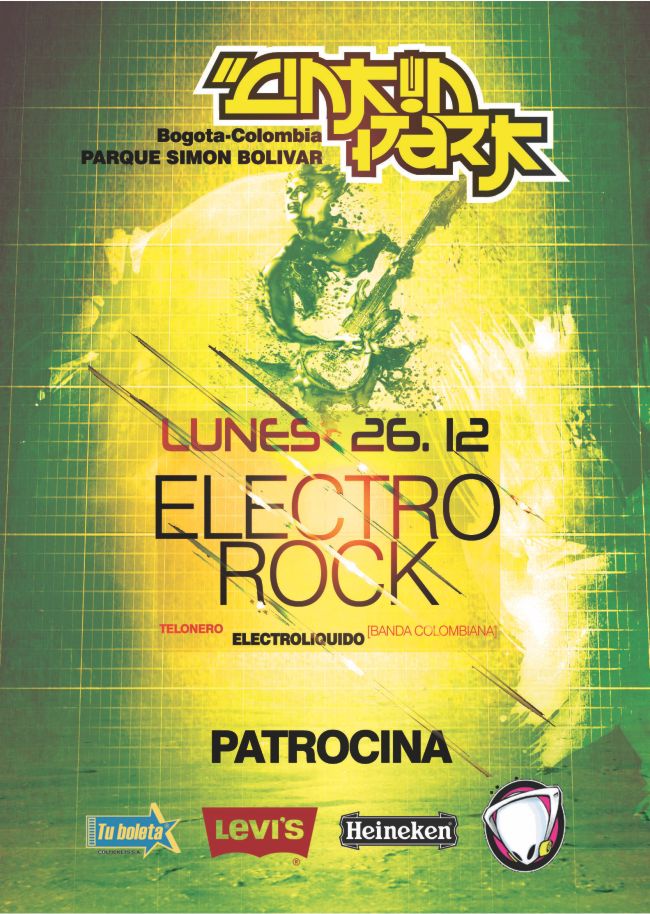 LINKIN
PARK
Bogota-Colombia
PARQUE SIMON BOLIVAR
LUNES 26. 12
ELECTRO
ROCK
TELONERO ELECTROLIQUIDO [BANDA COLOMBIANA]
PATROCINA
Tu boleta
COLTICKETS S.A.
LEVI'S ®
Heineken